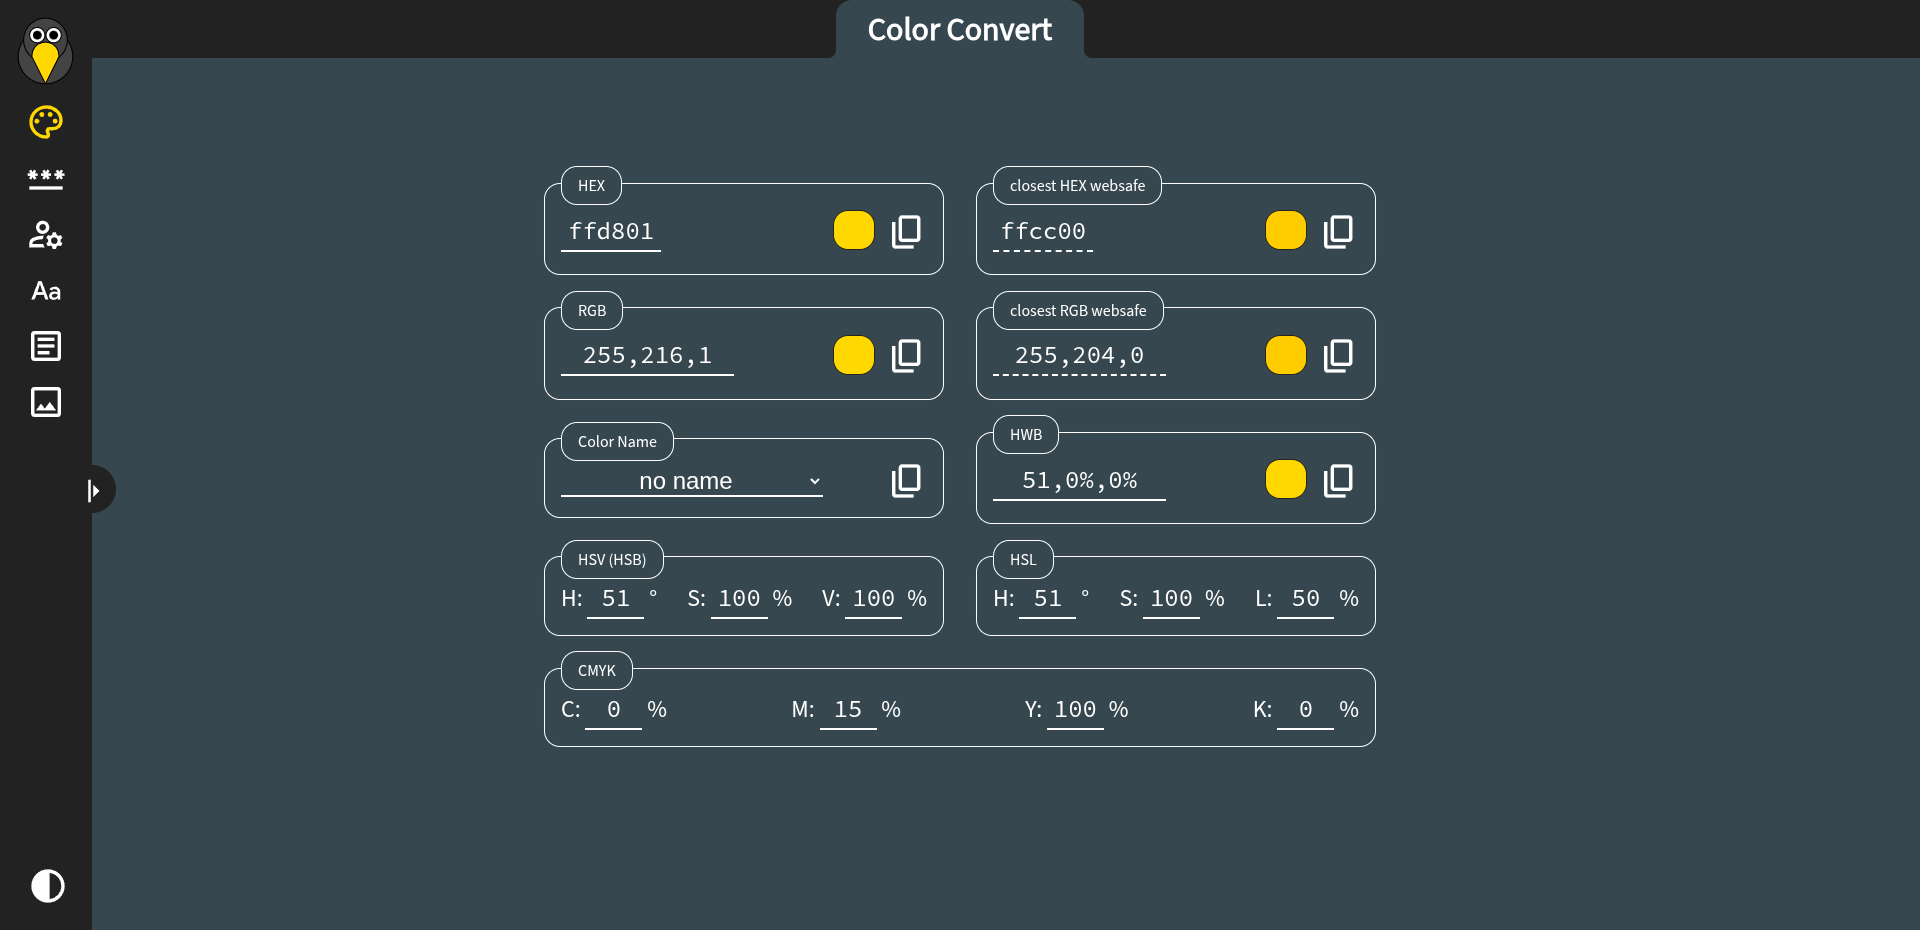 Color Convert
***
Aa
HEX
ffd801
closest HEX websafe
ffcc00
RGB
255,216,1
closest RGB websafe
255,204,0
Color Name
no name
HWB
51,0%,0%
HSV (HSB)
H: 51 ° S: 100 % V: 100 %
HSL
H: 51 ° S: 100 % L: 50 %
CMYK
C: 0 % M: 15 % Y: 100 % K: 0 %